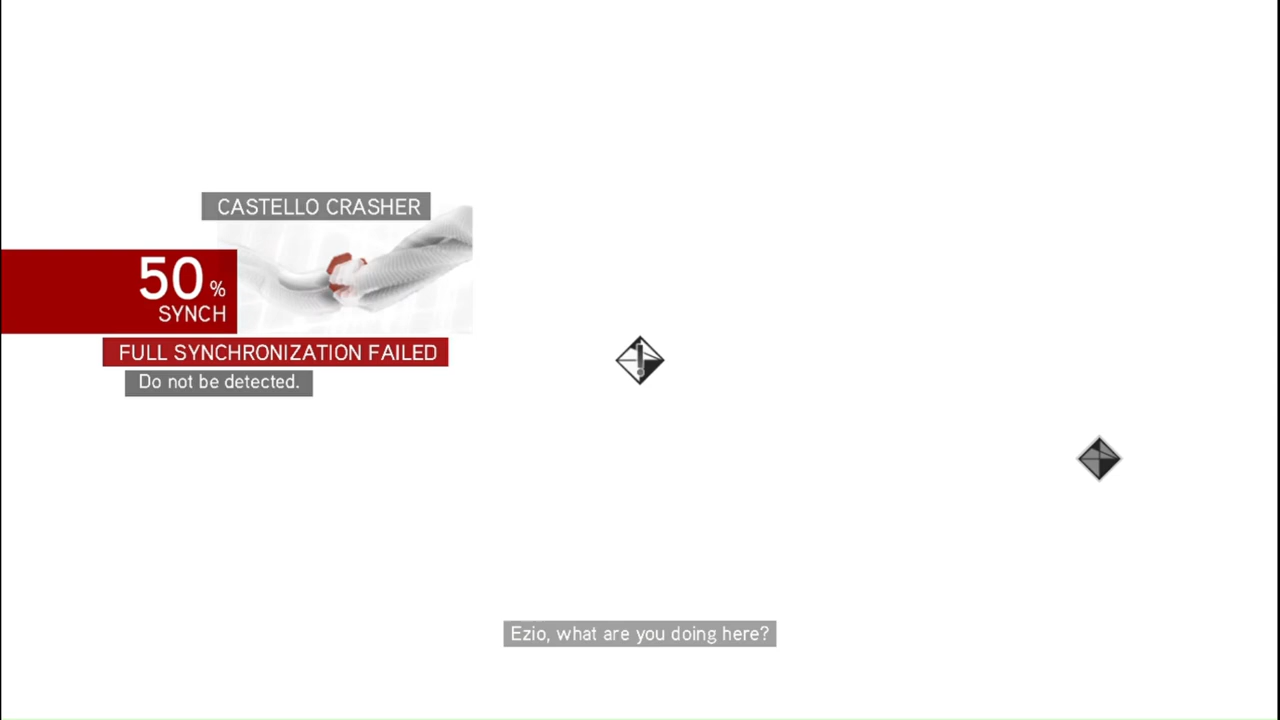 CASTELLO CRASHER
50 %
SYNCH
FULL SYNCHRONIZATION FAILED
Do not be detected.
Ezio, what are you doing here?